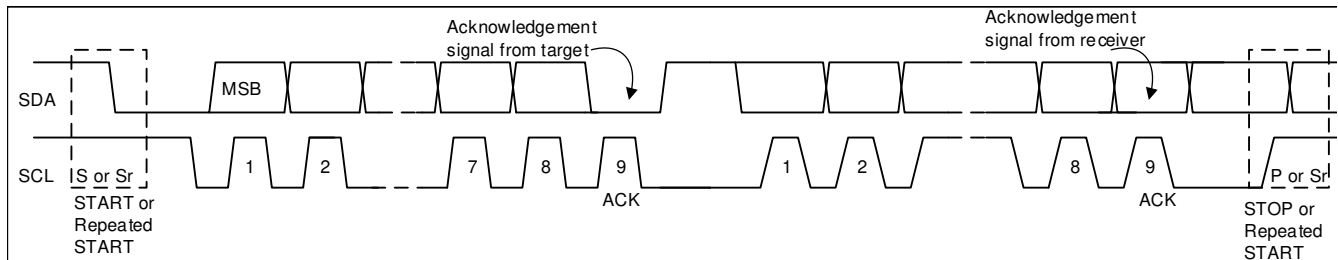 Acknowledgement
signal from target
Acknowledgement
signal from receiver
SDA
MSB
SCL
S or Sr
1
2
7
8
9
1
2
8
9
P or Sr
ACK
ACK
START or
Repeated
START
STOP or
Repeated
START